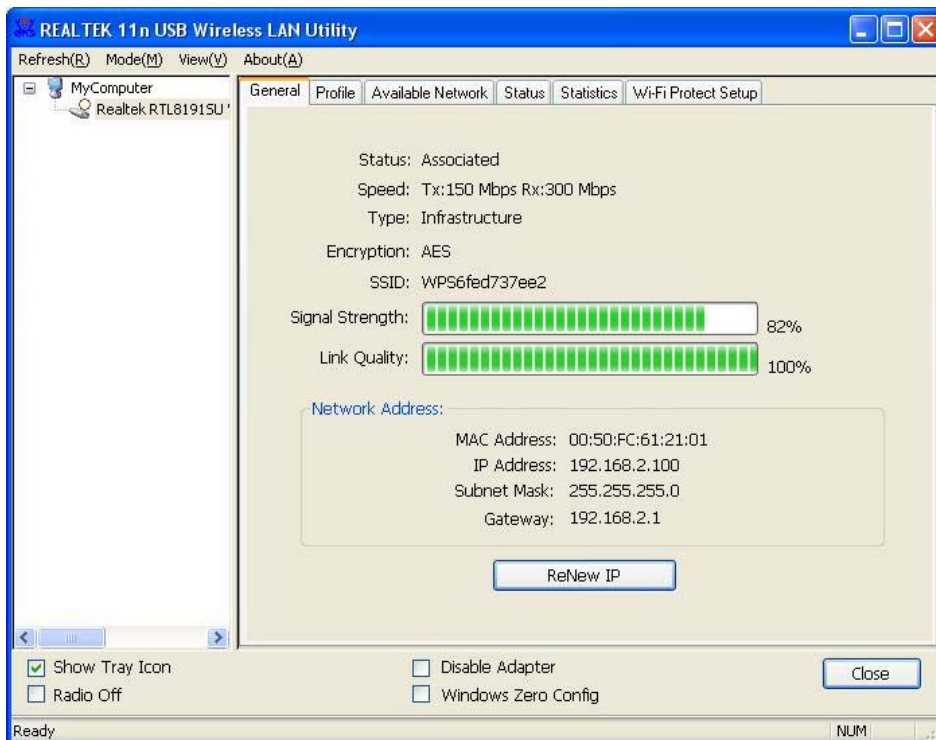 REALTEK 11n USB Wireless LAN Utility
Refresh(R) Mode(M) View(V) About(A)
MyComputer
Realtek RTL8191SU
General Profile Available Network Status Statistics Wi-Fi Protect Setup
Status: Associated
Speed: Tx:150 Mbps Rx:300 Mbps
Type: Infrastructure
Encryption: AES
SSID: WPS6fed737ee2
Signal Strength: 82%
Link Quality: 100%
Network Address:
MAC Address: 00:50:FC:61:21:01
IP Address: 192.168.2.100
Subnet Mask: 255.255.255.0
Gateway: 192.168.2.1
ReNew IP
Show Tray Icon
Radio Off
Disable Adapter
Windows Zero Config
Close
Ready
NUM